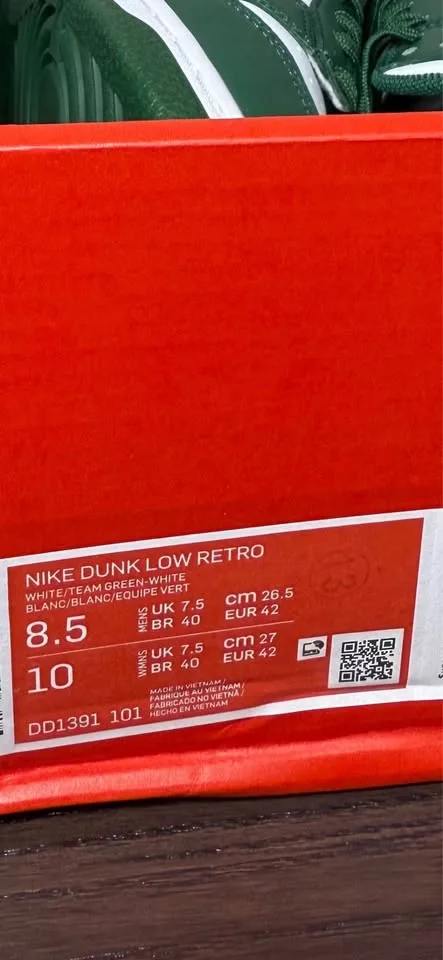 NIKE DUNK LOW RETRO
WHITE/TEAM GREEN-WHITE
BLANC/BLANC/EQUIPE VERT
8.5 MENS UK 7.5 cm 26.5
BR 40 EUR 42
10 WMNS UK 7.5 cm 27
BR 40 EUR 42
DD1391 101
MADE IN VIETNAM /
FABRIQUE AU VIETNAM /
FABRICADO NO VIETNÃ /
HECHO EN VIETNAM